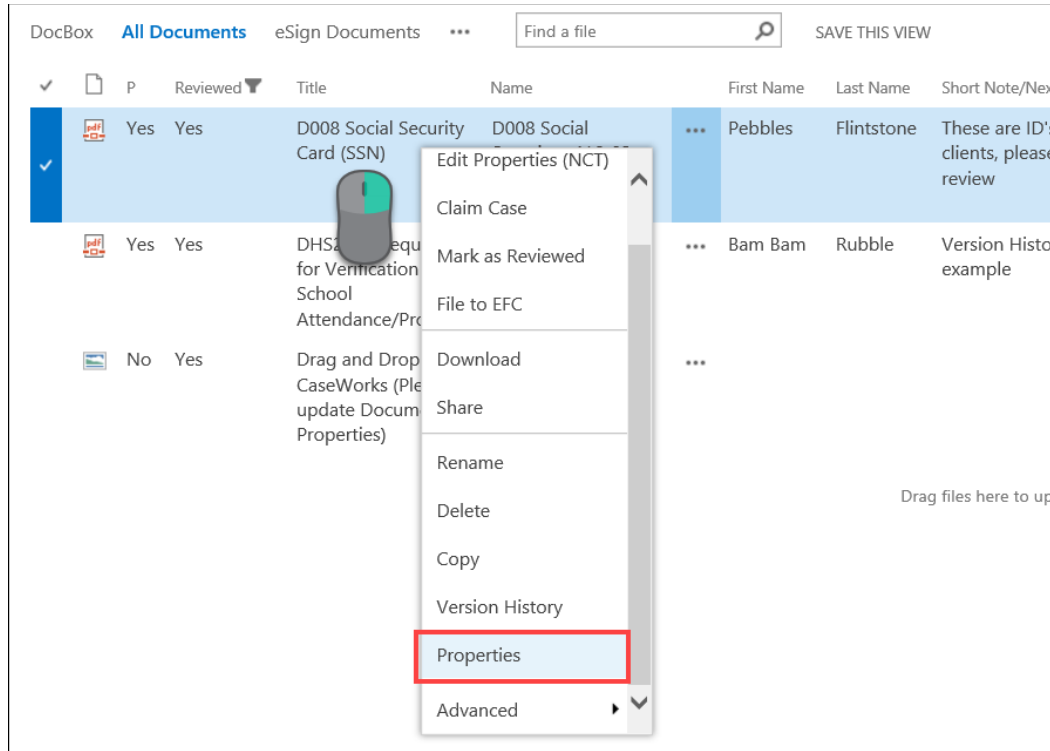 DocBox All Documents eSign Documents ... Find a file SAVE THIS VIEW
P Reviewed Title Name First Name Last Name Short Note/Nex
pdf Yes Yes D008 Social Security D008 Social ... Pebbles Flintstone These are ID's
Card (SSN) clients, please
review
Edit Properties (NCT)
Claim Case
Mark as Reviewed
File to EFC
Download
Share
Rename
Delete
Copy
Version History
Properties
Advanced
pdf Yes Yes DHS2 equ ... Bam Bam Rubble Version Histo
for Verification example
School
Attendance/Pro
No Yes Drag and Drop ...
CaseWorks (Ple
update Docum
Properties)
Drag files here to up